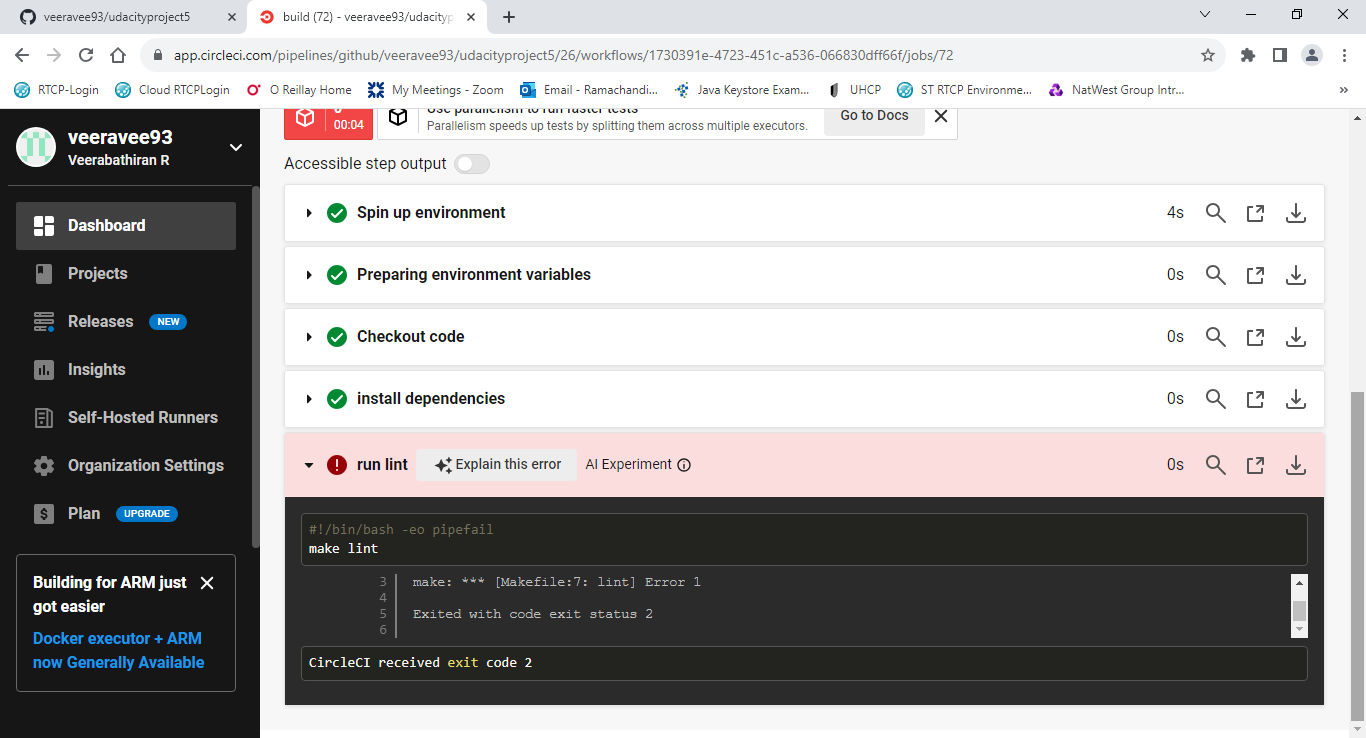 veeravee93/udacityproject5
build (72) - veeravee93/udacityp
app.circleci.com/pipelines/github/veeravee93/udacityproject5/26/workflows/1730391e-4723-451c-a536-066830dff66f/jobs/72
RTCP-Login
Cloud RTCPLogin
O Reillay Home
My Meetings - Zoom
Email - Ramachandi...
Java Keystore Exam...
UHCP
ST RTCP Environme...
NatWest Group Intr...
»
veeravee93
Veerabathiran R
Dashboard
Projects
Releases NEW
Insights
Self-Hosted Runners
Organization Settings
Plan UPGRADE
Building for ARM just
got easier
Docker executor + ARM
now Generally Available
00:04
Use parallelism to run faster tests
Parallelism speeds up tests by splitting them across multiple executors.
Go to Docs
Accessible step output
Spin up environment 4s
Preparing environment variables 0s
Checkout code 0s
install dependencies 0s
run lint Explain this error AI Experiment 0s
#!/bin/bash -eo pipefail
make lint
3 make: *** [Makefile:7: lint] Error 1
4
5 Exited with code exit status 2
6
CircleCI received exit code 2